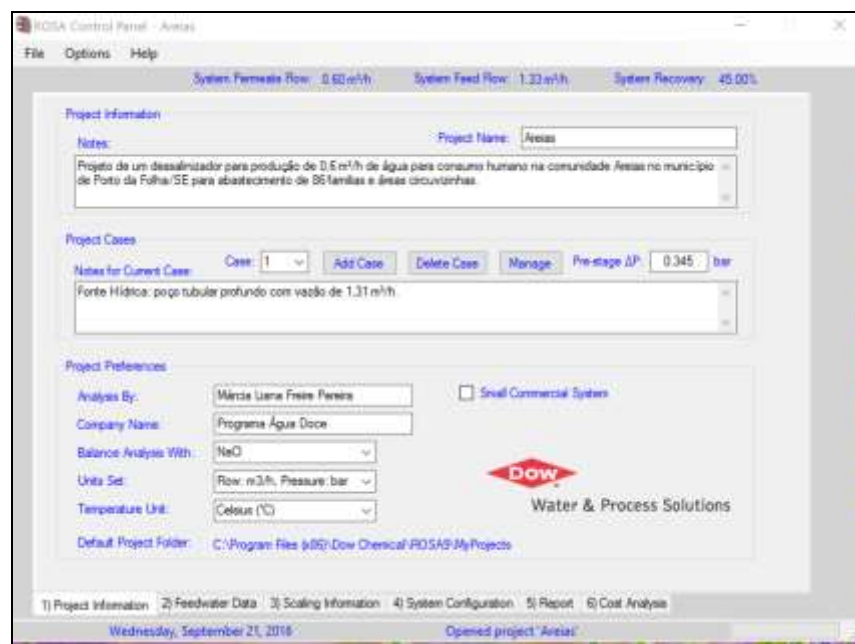 ROSA Control Panel - Areias
File Options Help
System Permeate Flow: 0.60 m³/h System Feed Flow: 1.33 m³/h System Recovery: 45.00%
Project Information
Notes: Project Name: Areias
Projeto de um dessalinizador para produção de 0,6 m³/h de água para consumo humano na comunidade Areias no município
de Porto da Folha/SE para abastecimento de 86 famílias e áreas circuvizinhas.
Project Cases
Notes for Current Case: Case: 1 Add Case Delete Case Manage Pre-stage ΔP: 0.345 bar
Fonte Hídrica: poço tubular profundo com vazão de 1,31 m³/h.
Project Preferences
Analysis By: Márcia Liana Freire Pereira Small Commercial System
Company Name: Programa Água Doce
Balance Analysis With:
Units Set: Flow: m3/h, Pressure: bar
DOW
Water & Process Solutions
Temperature Unit: Celsius (°C)
Default Project Folder: C:\Program Files (x86)\Dow Chemical\ROSA9\MyProjects
1) Project Information 2) Feedwater Data 3) Scaling Information 4) System Configuration 5) Report 6) Cost Analysis
Wednesday, September 21, 2016 Opened project 'Areias'